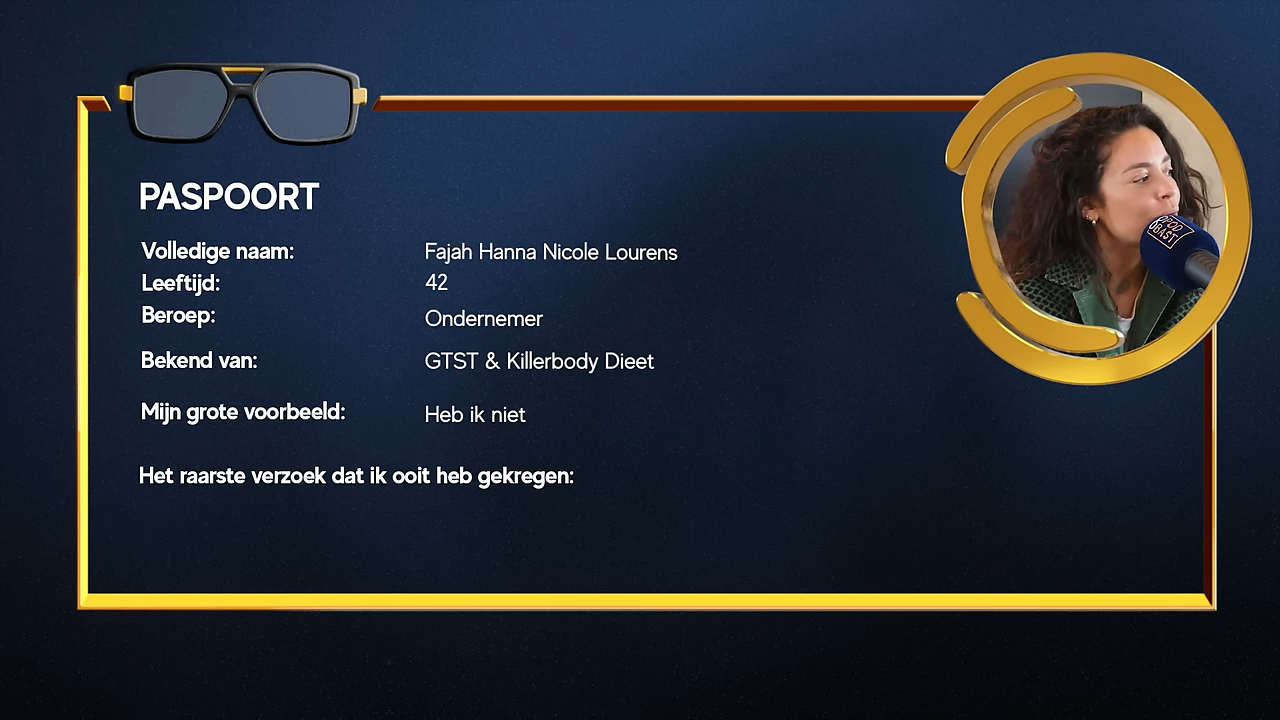 PASPOORT
Volledige naam: Fajah Hanna Nicole Lourens
Leeftijd: 42
Beroep: Ondernemer
Bekend van: GTST & Killerbody Dieet
Mijn grote voorbeeld: Heb ik niet
Het raarste verzoek dat ik ooit heb gekregen: